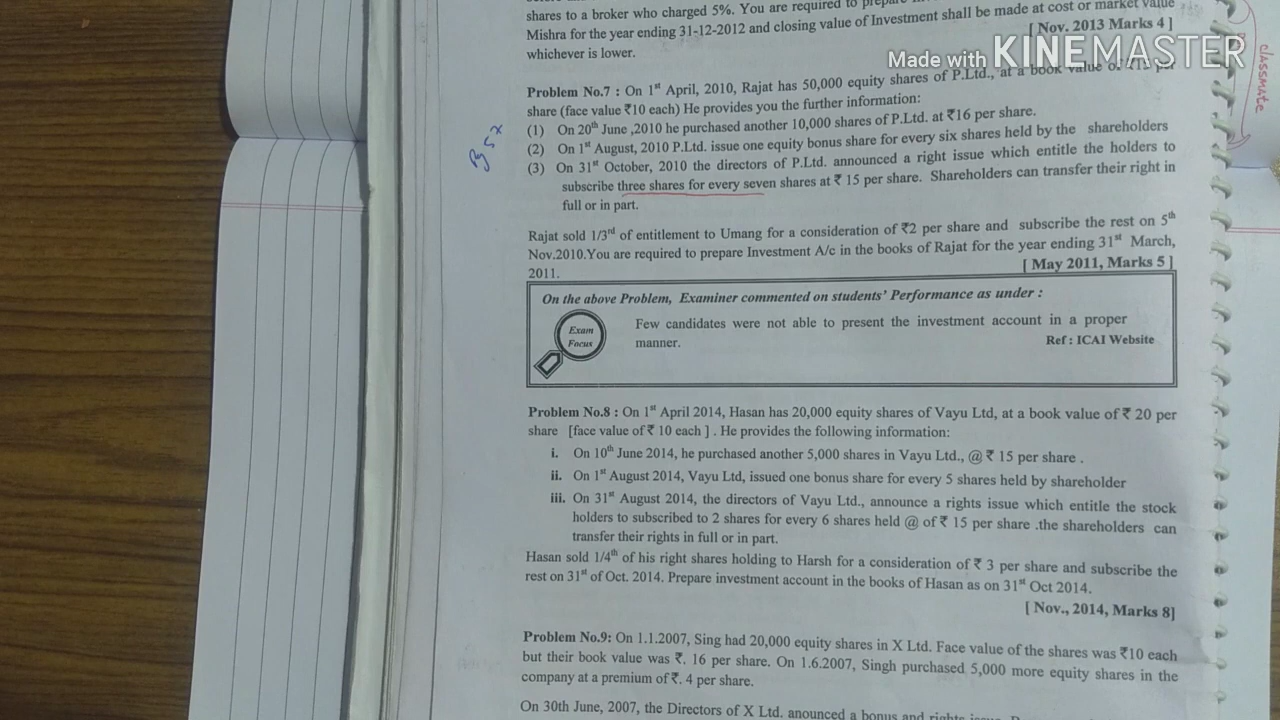 shares to a broker who charged 5%. You are required to
Mishra for the year ending 31-12-2012 and closing value of Investment shall be made at cost or market value
whichever is lower.
[ Nov. 2013 Marks 4 ]
Made with KINEMASTER
classmate
Problem No.7 : On 1st April, 2010, Rajat has 50,000 equity shares of P.Ltd., at a book value of per
share (face value ₹10 each) He provides you the further information:
(1) On 20th June ,2010 he purchased another 10,000 shares of P.Ltd. at ₹16 per share.
(2) On 1st August, 2010 P.Ltd. issue one equity bonus share for every six shares held by the shareholders
(3) On 31st October, 2010 the directors of P.Ltd. announced a right issue which entitle the holders to
subscribe three shares for every seven shares at ₹ 15 per share. Shareholders can transfer their right in
full or in part.
Rajat sold 1/3rd of entitlement to Umang for a consideration of ₹2 per share and subscribe the rest on 5th
Nov.2010.You are required to prepare Investment A/c in the books of Rajat for the year ending 31st March,
2011.
[ May 2011, Marks 5 ]
On the above Problem, Examiner commented on students' Performance as under :
Exam
Focus
Few candidates were not able to present the investment account in a proper
manner.
Ref : ICAI Website
Problem No.8 : On 1st April 2014, Hasan has 20,000 equity shares of Vayu Ltd, at a book value of ₹ 20 per
share [face value of ₹ 10 each ] . He provides the following information:
i. On 10th June 2014, he purchased another 5,000 shares in Vayu Ltd., @ ₹ 15 per share .
ii. On 1st August 2014, Vayu Ltd, issued one bonus share for every 5 shares held by shareholder
iii. On 31st August 2014, the directors of Vayu Ltd., announce a rights issue which entitle the stock
holders to subscribed to 2 shares for every 6 shares held @ of ₹ 15 per share .the shareholders can
transfer their rights in full or in part.
Hasan sold 1/4th of his right shares holding to Harsh for a consideration of ₹ 3 per share and subscribe the
rest on 31st of Oct. 2014. Prepare investment account in the books of Hasan as on 31st Oct 2014.
[ Nov., 2014, Marks 8]
Problem No.9: On 1.1.2007, Sing had 20,000 equity shares in X Ltd. Face value of the shares was ₹10 each
but their book value was ₹. 16 per share. On 1.6.2007, Singh purchased 5,000 more equity shares in the
company at a premium of ₹. 4 per share.
On 30th June, 2007, the Directors of X Ltd. anounced a bonus and rights